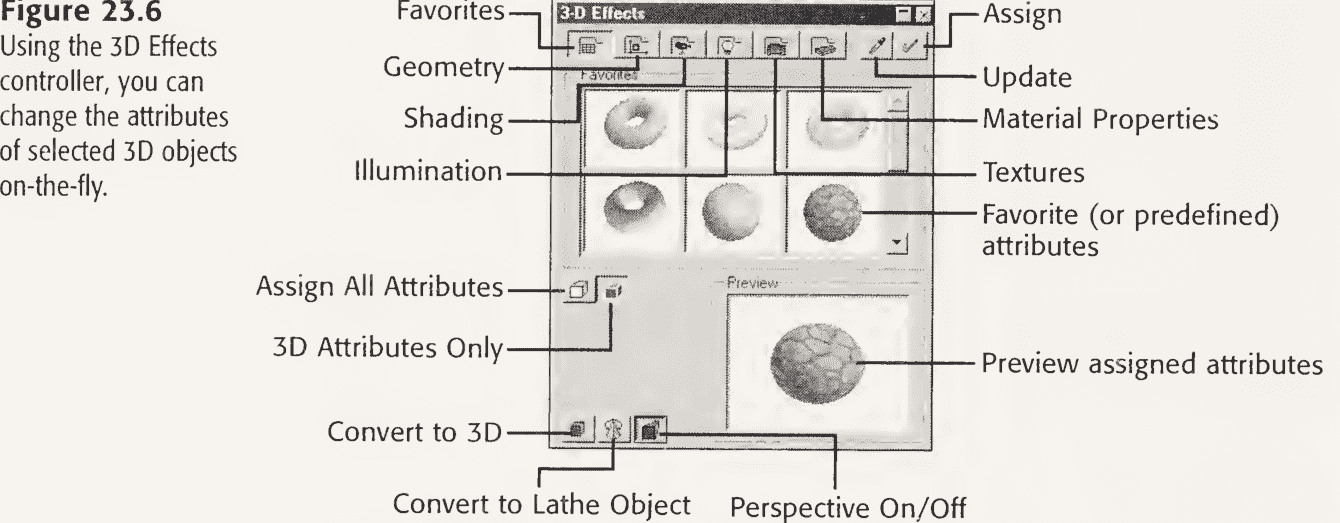 Figure 23.6
Using the 3D Effects
controller, you can
change the attributes
of selected 3D objects
on-the-fly.
Favorites
3-D Effects
Assign
Geometry
Favorites
Update
Shading
Material Properties
Illumination
Textures
Favorite (or predefined)
attributes
Assign All Attributes
Preview
3D Attributes Only
Preview assigned attributes
Convert to 3D
Convert to Lathe Object
Perspective On/Off